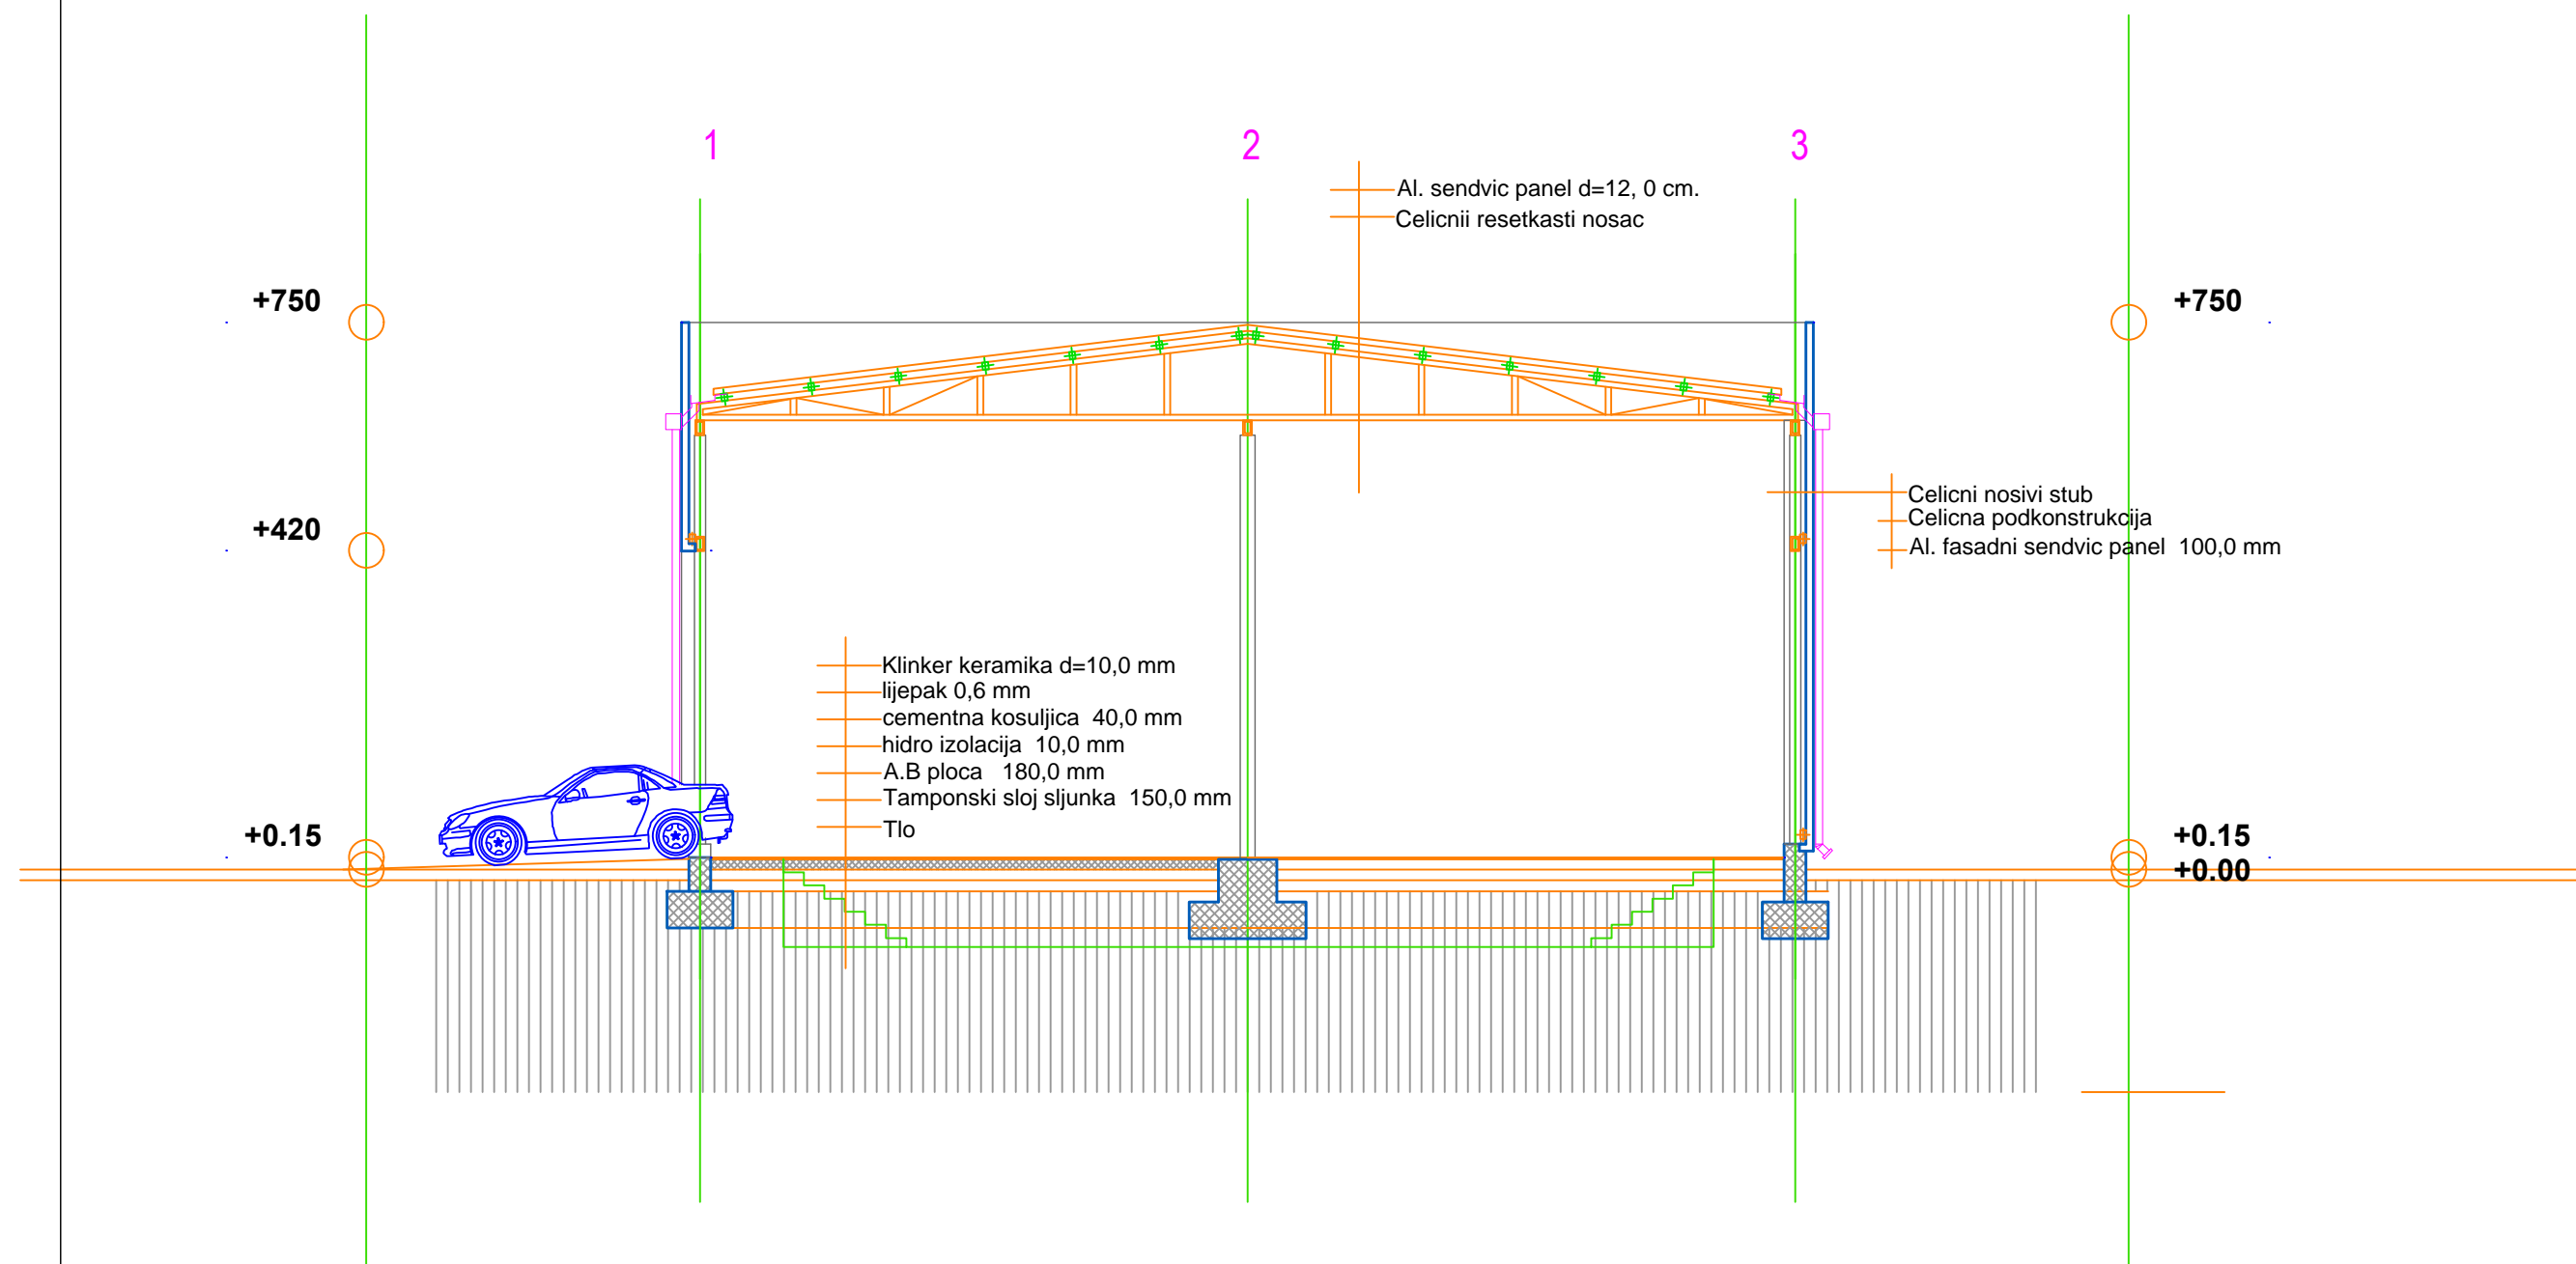 1 2 3
Al. sendvic panel d=12, 0 cm.
Celicnii resetkasti nosac
+750 +750
Celicni nosivi stub
Celicna podkonstrukcija
+420
Al. fasadni sendvic panel 100,0 mm
Klinker keramika d=10,0 mm
lijepak 0,6 mm
cementna kosuljica 40,0 mm
hidro izolacija 10,0 mm
A.B ploca 180,0 mm
Tamponski sloj sljunka 150,0 mm
Tlo
+0.15 +0.15
+0.00